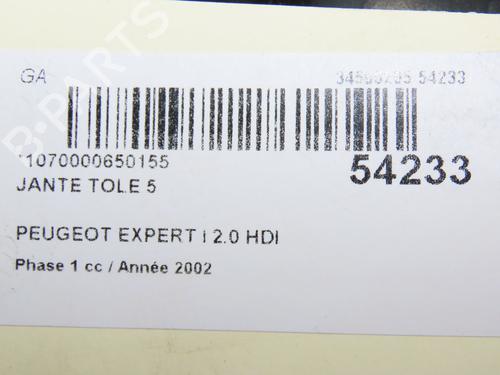 GA
54233
1070000650155
54233
JANTE TOLE 5
PEUGEOT EXPERT I 2.0 HDI
Phase 1 cc / Année 2002
B-PARTS